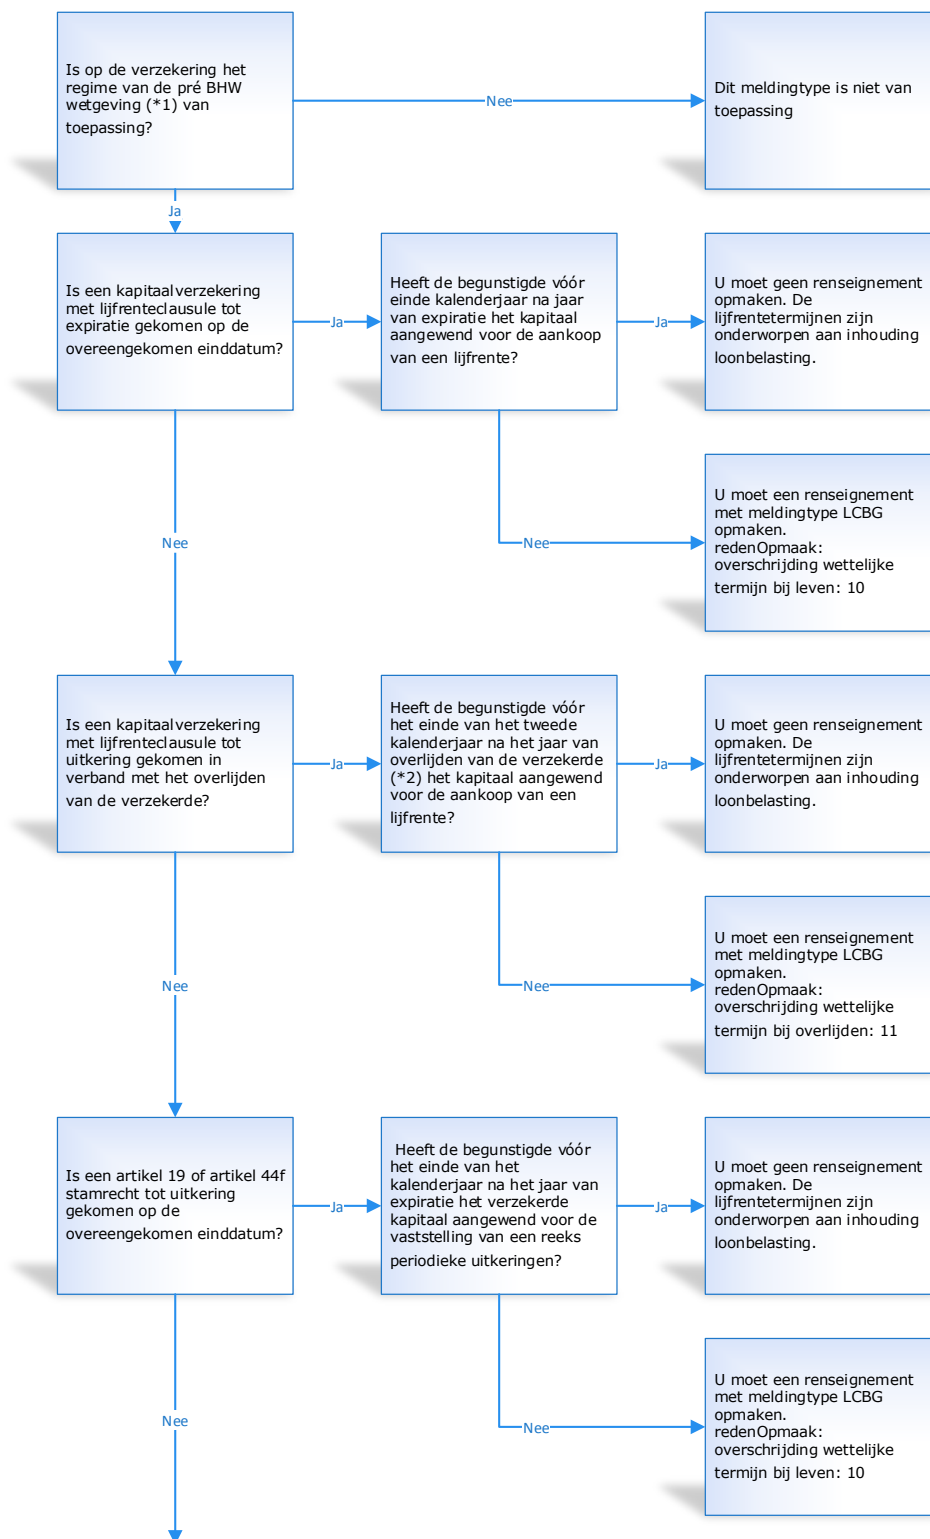 Is op de verzekering het
regime van de pré BHW
wetgeving (*1) van
toepassing?
Nee
Dit meldingtype is niet van
toepassing
Ja
Is een kapitaalverzekering
met lijfrenteclausule tot
expiratie gekomen op de
overeengekomen einddatum?
Ja
Heeft de begunstigde vóór
einde kalenderjaar na jaar
van expiratie het kapitaal
aangewend voor de aankoop
van een lijfrente?
Ja
U moet geen renseignement
opmaken. De
lijfrentetermijnen zijn
onderworpen aan inhouding
loonbelasting.
Nee
Nee
U moet een renseignement
met meldingtype LCBG
opmaken.
redenOpmaak:
overschrijding wettelijke
termijn bij leven: 10
Is een kapitaalverzekering
met lijfrenteclausule tot
uitkering gekomen in
verband met het overlijden
van de verzekerde?
Ja
Heeft de begunstigde vóór
het einde van het tweede
kalenderjaar na het jaar van
overlijden van de verzekerde
(*2) het kapitaal aangewend
voor de aankoop van een
lijfrente?
Ja
U moet geen renseignement
opmaken. De
lijfrentetermijnen zijn
onderworpen aan inhouding
loonbelasting.
Nee
Nee
U moet een renseignement
met meldingtype LCBG
opmaken.
redenOpmaak:
overschrijding wettelijke
termijn bij overlijden: 11
Is een artikel 19 of artikel 44f
stamrecht tot uitkering
gekomen op de
overeengekomen einddatum?
Ja
Heeft de begunstigde vóór
het einde van het
kalenderjaar na het jaar van
expiratie het verzekerde
kapitaal aangewend voor de
vaststelling van een reeks
periodieke uitkeringen?
Ja
U moet geen renseignement
opmaken. De
lijfrentetermijnen zijn
onderworpen aan inhouding
loonbelasting.
Nee
Nee
U moet een renseignement
met meldingtype LCBG
opmaken.
redenOpmaak:
overschrijding wettelijke
termijn bij leven: 10